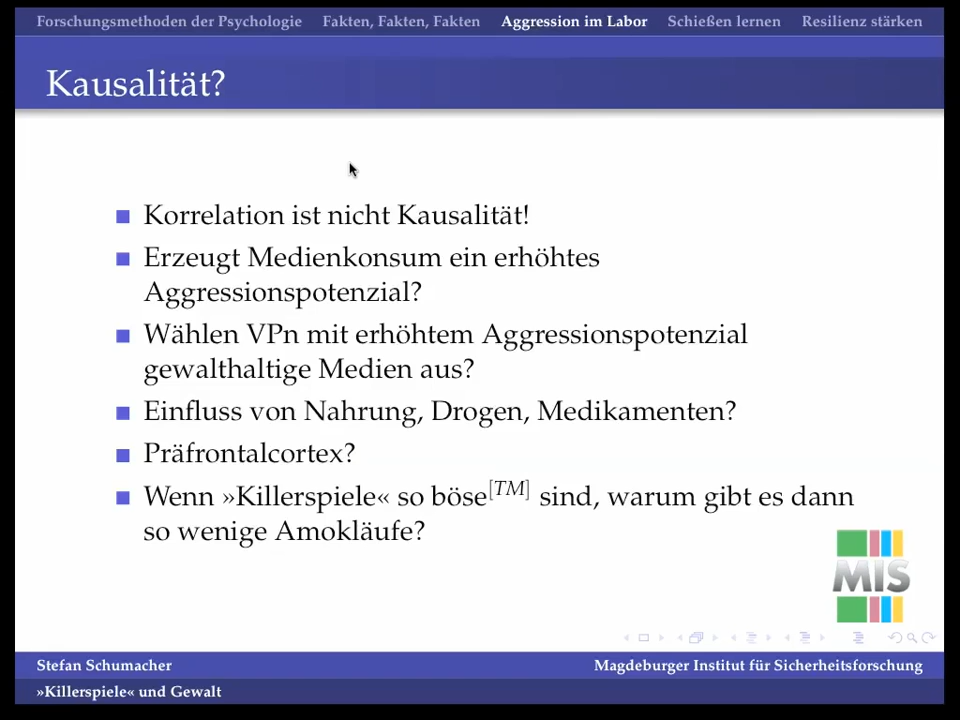 Forschungsmethoden der Psychologie Fakten, Fakten, Fakten Aggression im Labor Schießen lernen Resilienz stärken
Kausalität?
Korrelation ist nicht Kausalität!
Erzeugt Medienkonsum ein erhöhtes
Aggressionspotenzial?
Wählen VPn mit erhöhtem Aggressionspotenzial
gewalthaltige Medien aus?
Einfluss von Nahrung, Drogen, Medikamenten?
Präfrontalcortex?
Wenn »Killerspiele« so böse[TM] sind, warum gibt es dann
so wenige Amokläufe?
MIS
Stefan Schumacher Magdeburger Institut für Sicherheitsforschung
»Killerspiele« und Gewalt